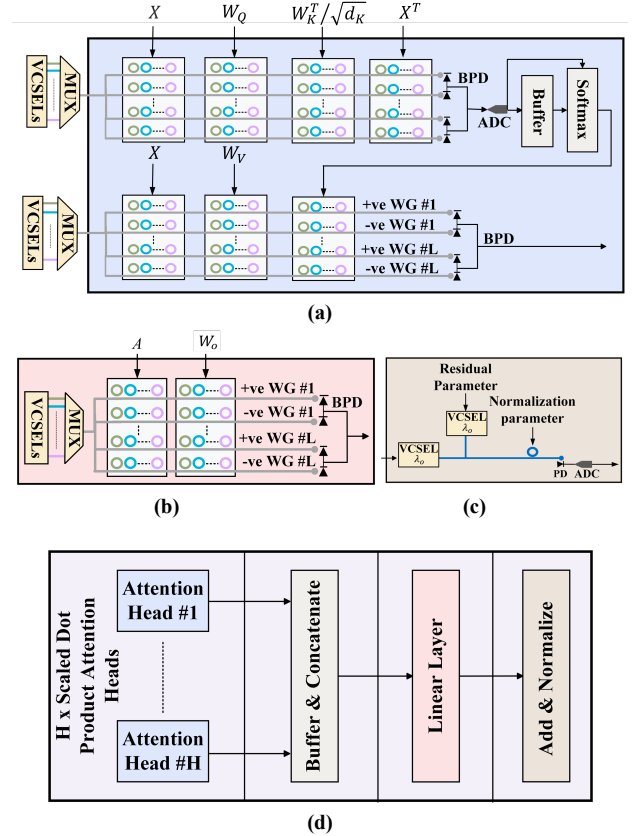 X W_Q W_K^T/√d_K X^T
VCSELs
MUX
BPD
ADC
Buffer
Softmax
X W_V
VCSELs
MUX
+ve WG #1
-ve WG #1
+ve WG #L
-ve WG #L
BPD
(a)
A W_o
VCSELs
MUX
+ve WG #1
-ve WG #1
+ve WG #L
-ve WG #L
BPD
(b)
Residual
Parameter
Normalization
parameter
VCSEL
λ_o
VCSEL
λ_o
PD
ADC
(c)
H x Scaled Dot
Product Attention
Heads
Attention
Head #1
Attention
Head #H
Buffer & Concatenate
Linear Layer
Add & Normalize
(d)